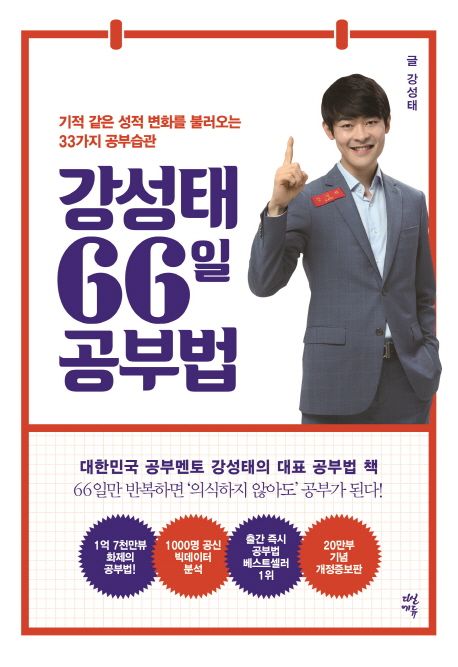 글 강성태
기적 같은 성적 변화를 불러오는
33가지 공부습관
강성태
66일
공부법
대한민국 공부멘토 강성태의 대표 공부법 책
66일만 반복하면 '의식하지 않아도' 공부가 된다!
1억 7천만뷰
화제의
공부법!
1000명 공신
빅데이터
분석
출간 즉시
공부법
베스트셀러
1위
20만부
기념
개정증보판
다산
에듀